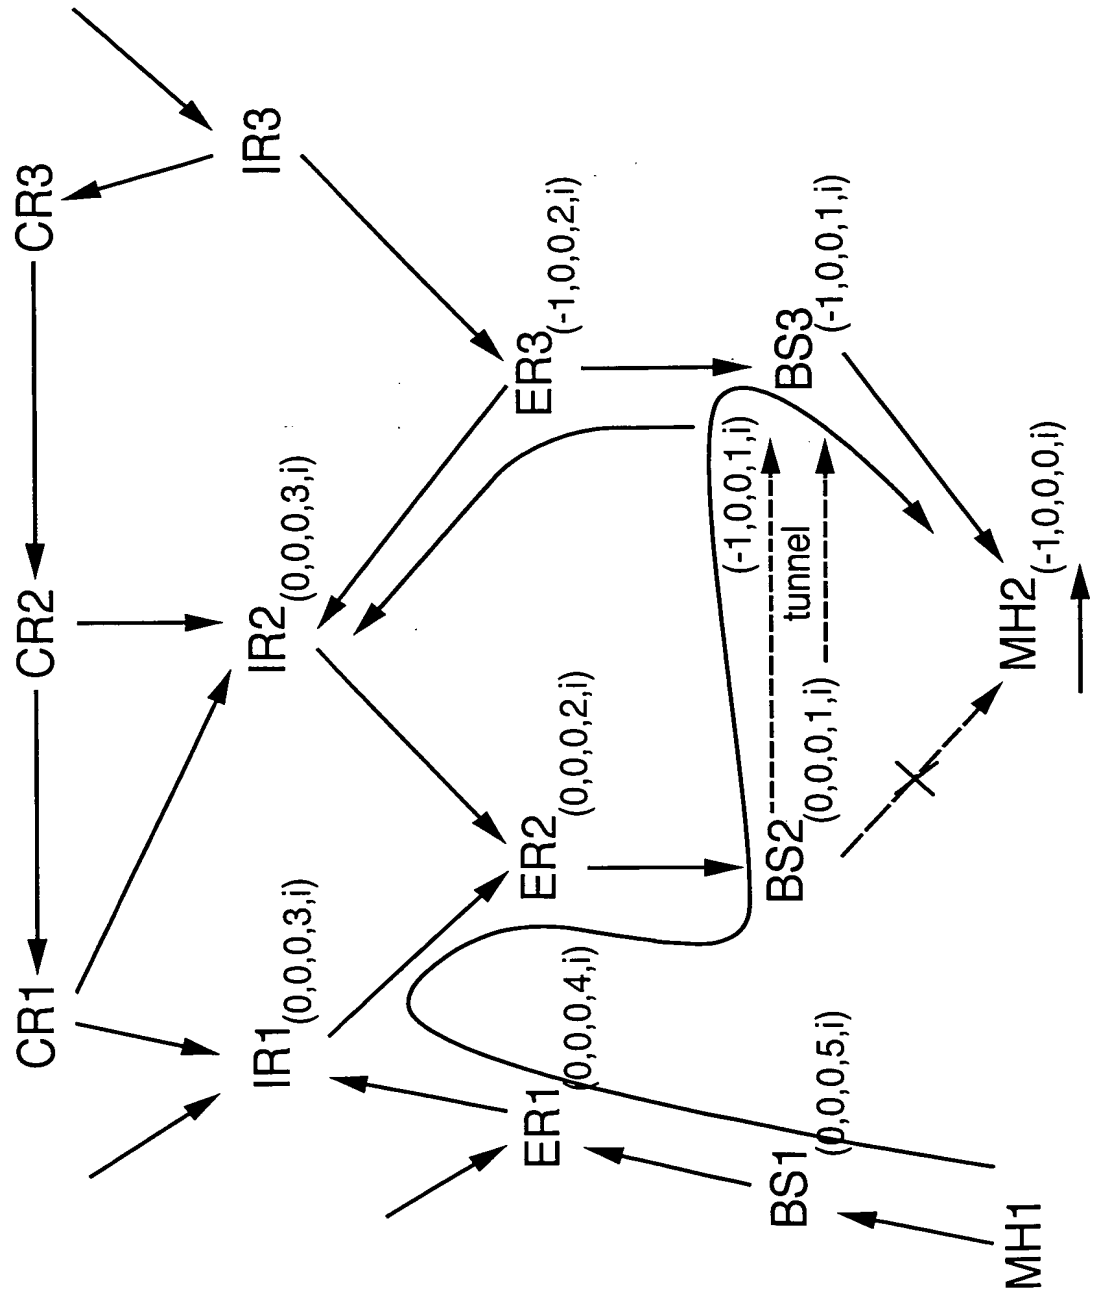 CR1
CR2
CR3
IR1
(0,0,0,3,i)
IR2
(0,0,0,3,i)
IR3
ER1
(0,0,0,4,i)
ER2
(0,0,0,2,i)
ER3
(-1,0,0,2,i)
(-1,0,0,1,i)
tunnel
BS1
(0,0,0,5,i)
BS2
(0,0,0,1,i)
BS3
(-1,0,0,1,i)
MH1
MH2
(-1,0,0,0,i)